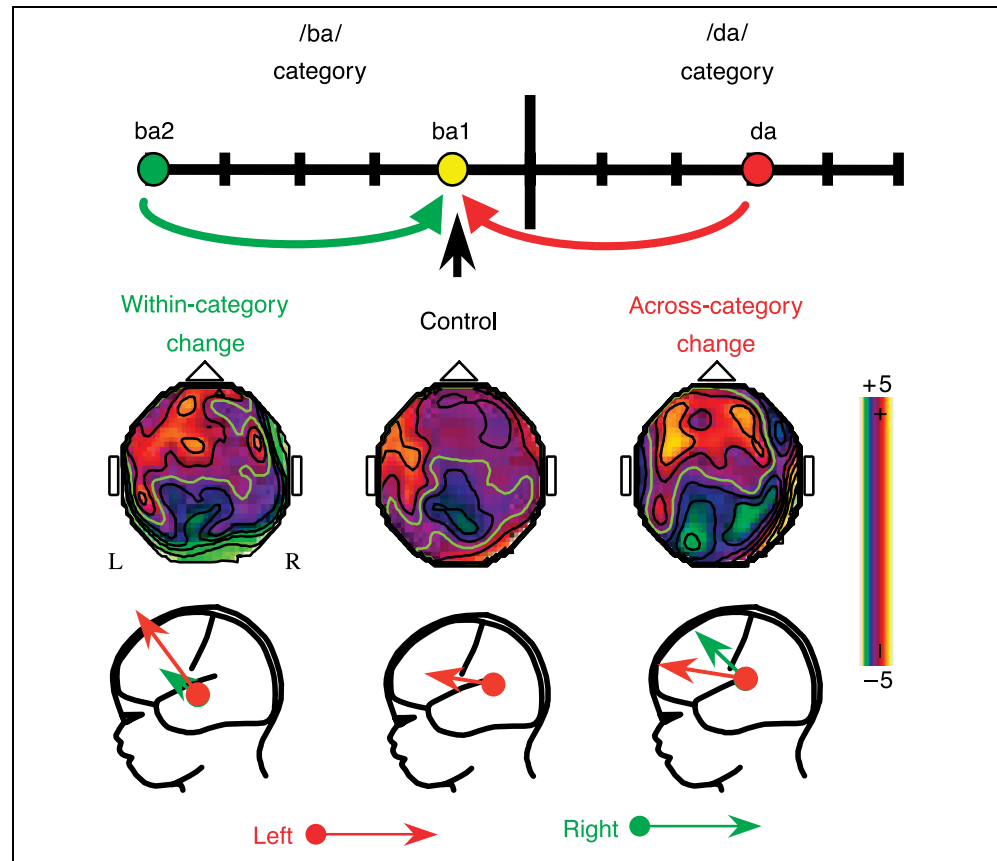 /ba/
category
/da/
category
ba2
ba1
da
Within-category
change
Control
Across-category
change
+5
+
L
R
−
−5
Left
Right